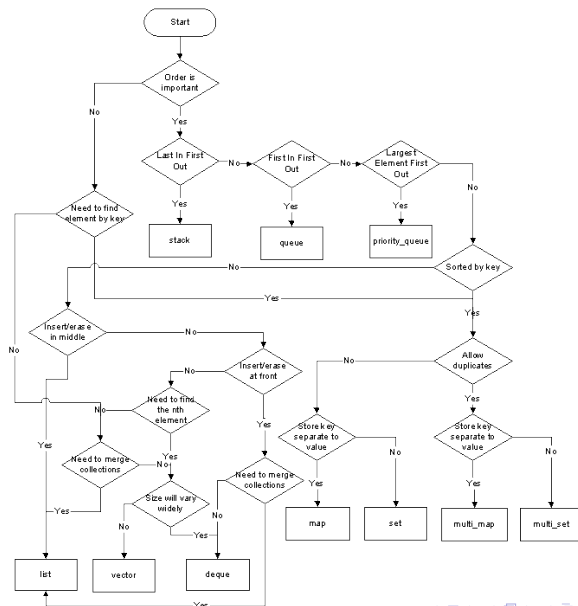 Start
Order is
important
No
Yes
Last In First
Out
No
First In First
Out
No
Largest
Element First
Out
No
Need to find
element by key
Yes
Yes
Yes
stack
queue
priority_queue
No
Sorted by key
Yes
Yes
Insert/erase
in middle
No
No
Insert/erase
at front
No
Allow
duplicates
No
Need to find
the nth
element
No
Yes
Yes
Store key
separate to
value
No
Store key
separate to
value
No
Yes
Need to merge
collections
No
Yes
Need to merge
collections
Yes
Yes
Size will vary
widely
No
Yes
No
Yes
map
set
multi_map
multi_set
list
vector
deque
Yes